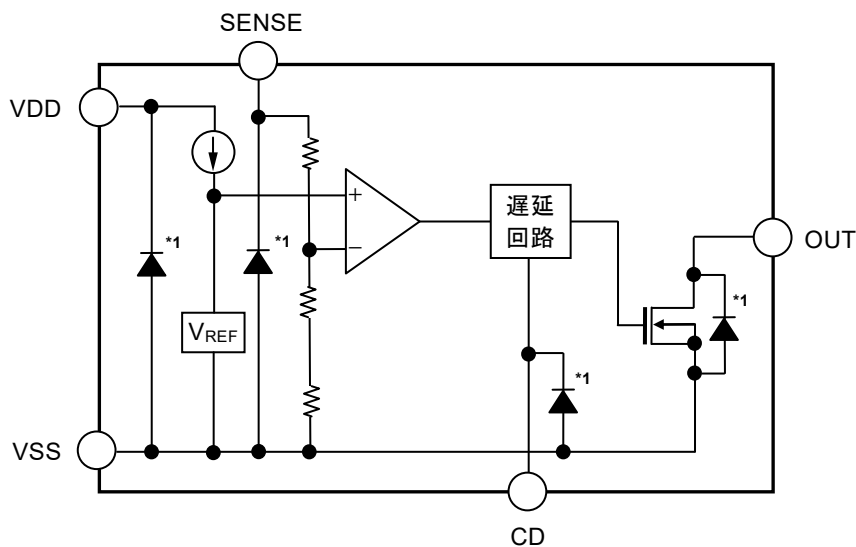 SENSE
VDD
*1
*1
+
−
遅延
回路
OUT
*1
VREF
*1
VSS
CD